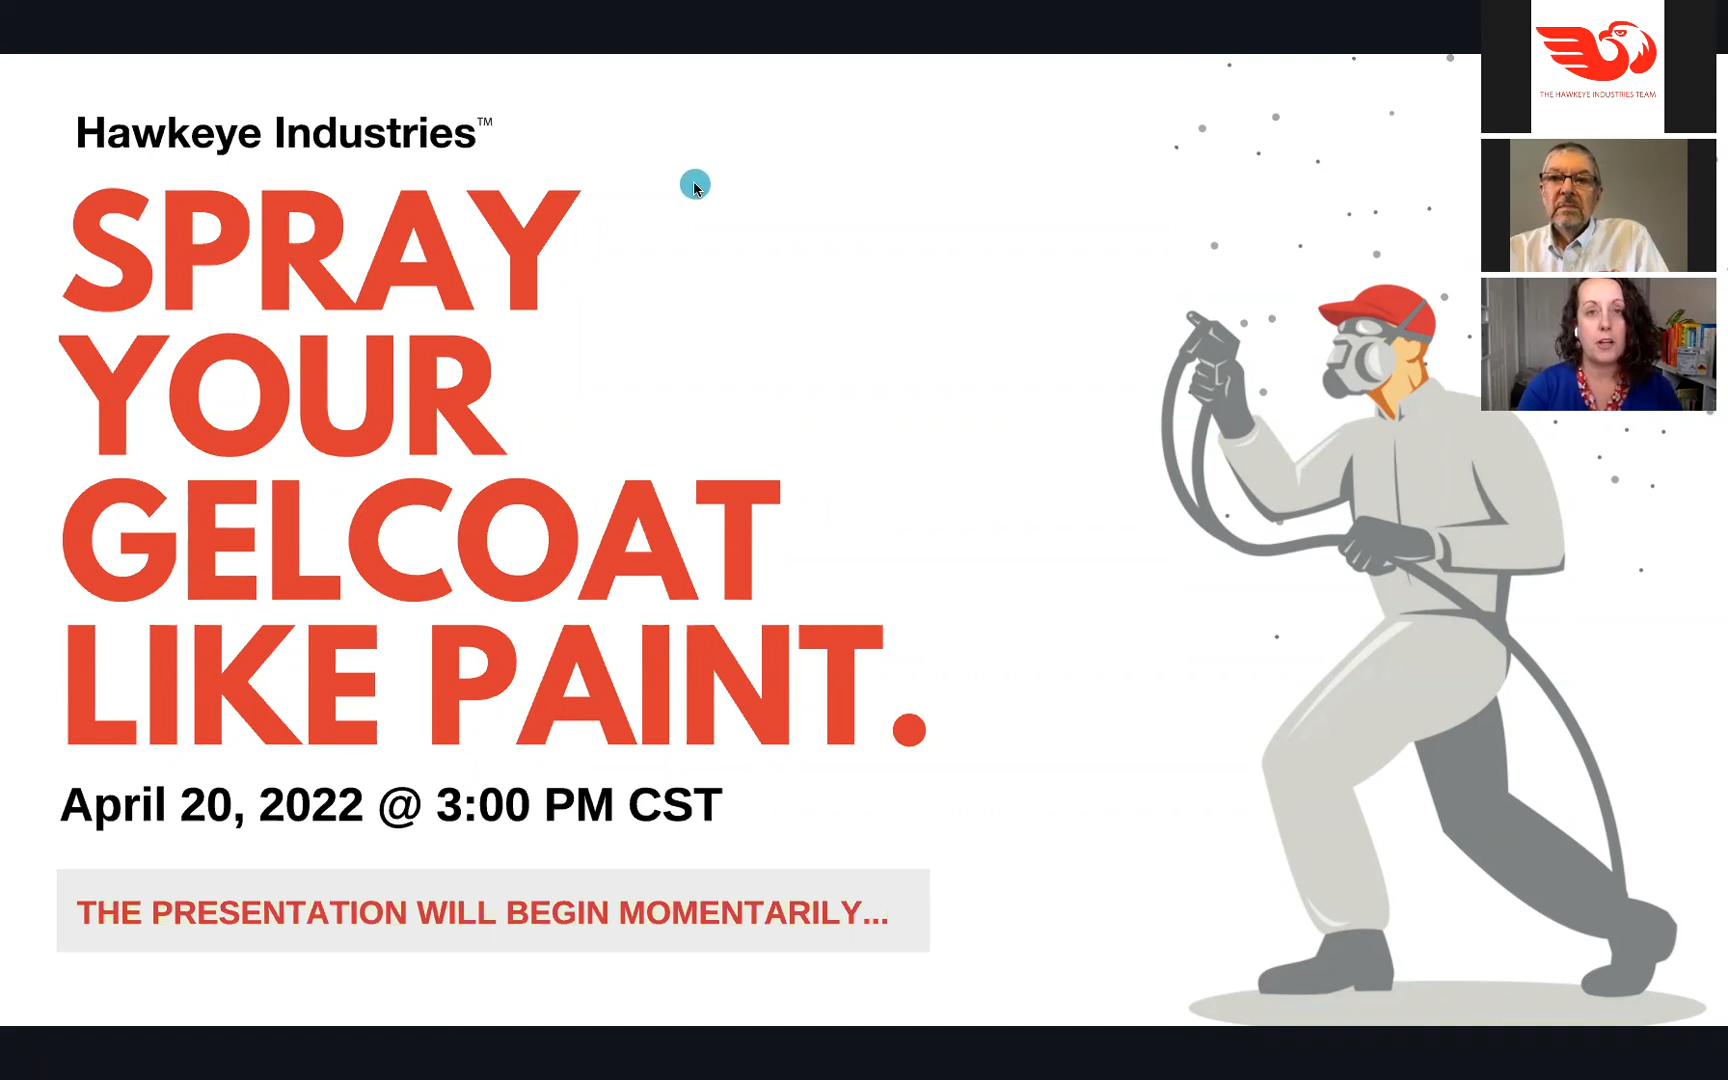 Hawkeye Industries™
SPRAY
YOUR
GELCOAT
LIKE PAINT.
April 20, 2022 @ 3:00 PM CST
THE PRESENTATION WILL BEGIN MOMENTARILY...
THE HAWKEYE INDUSTRIES TEAM